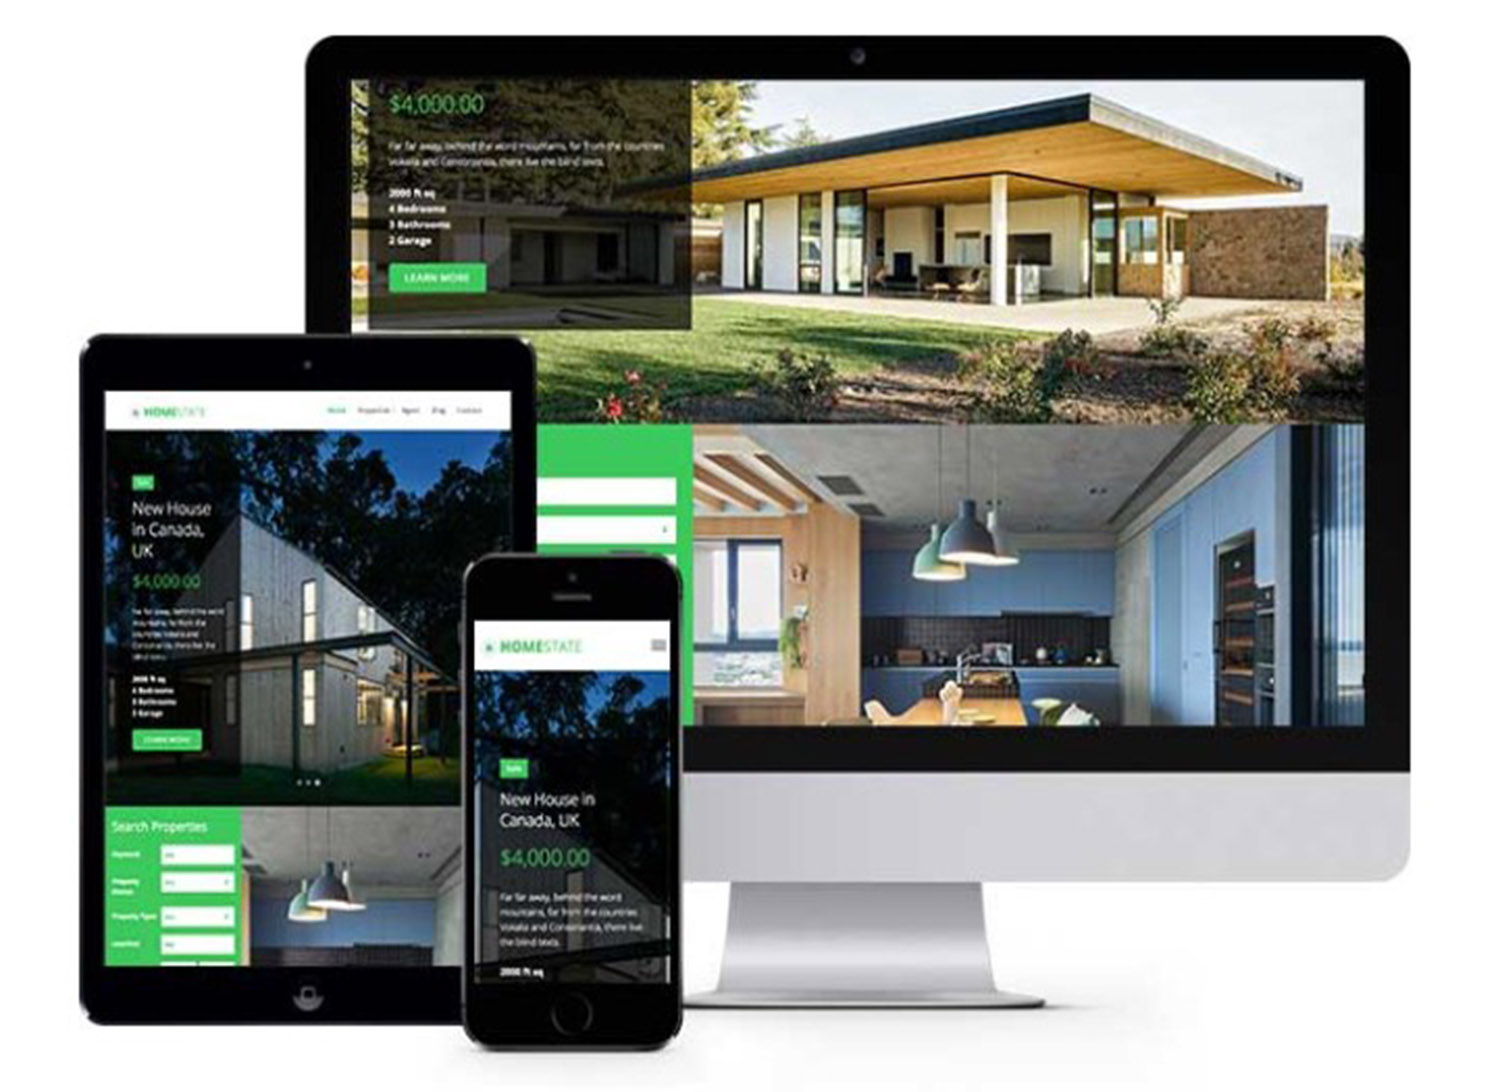 $4,000.00
Far far away, behind the word mountains, far from the countries
Vokalia and Consonantia, there live the blind texts.
2000 ft sq
4 Bedrooms
3 Bathrooms
2 Garage
LEARN MORE
HOMESTATE
Home Properties Agent Blog Contact
Sale
New House
in Canada,
UK
$4,000.00
Far far away, behind the word
mountains, far from the
countries Vokalia and
Consonantia, there live the
blind texts.
2000 ft sq
4 Bedrooms
3 Bathrooms
2 Garage
LEARN MORE
Search Properties
Keyword
Property
Status
Property Types
Location
HOMESTATE
Sale
New House in
Canada, UK
$4,000.00
Far far away, behind the word
mountains, far from the countries
Vokalia and Consonantia, there live
the blind texts.
2000 ft sq